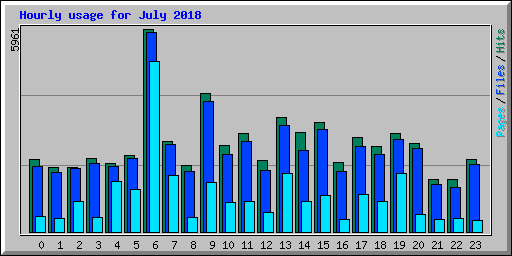 Hourly usage for July 2018
5961
Pages / Files / Hits
0 1 2 3 4 5 6 7 8 9 10 11 12 13 14 15 16 17 18 19 20 21 22 23